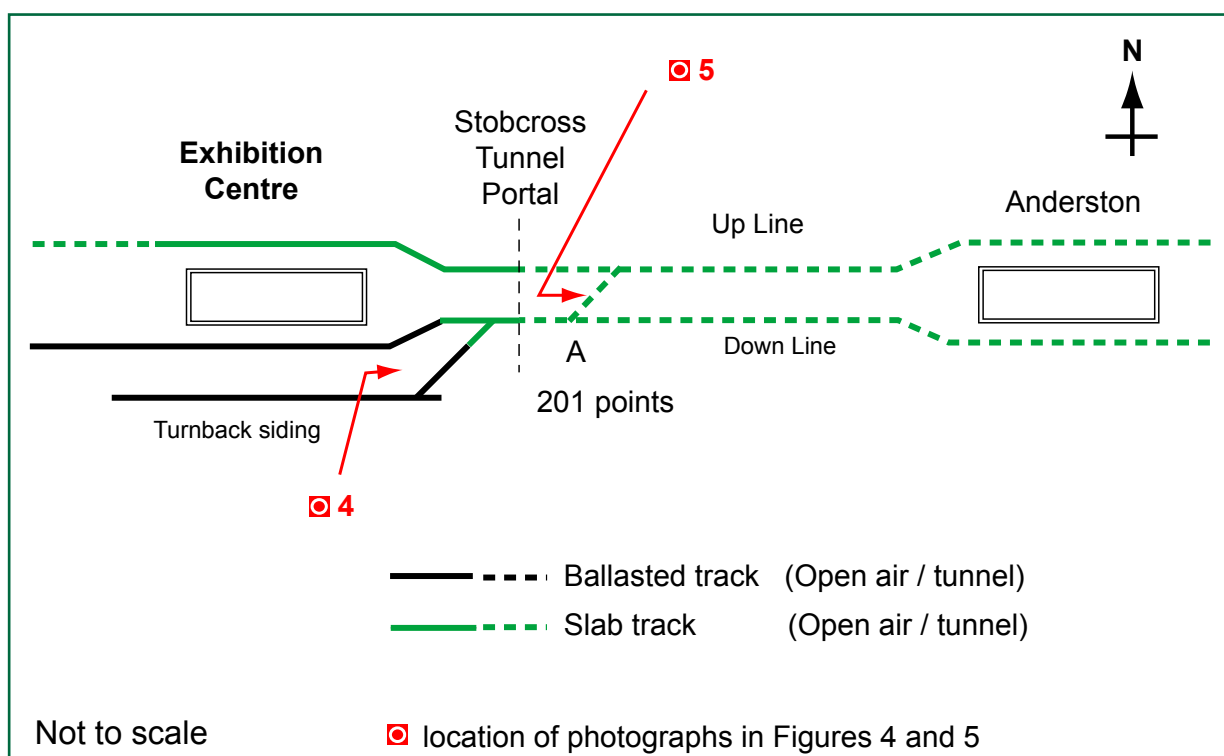 5
N
Stobcross
Tunnel
Portal
Exhibition
Centre
Up Line
Anderston
A
Down Line
201 points
Turnback siding
4
Ballasted track (Open air / tunnel)
Slab track (Open air / tunnel)
Not to scale
location of photographs in Figures 4 and 5